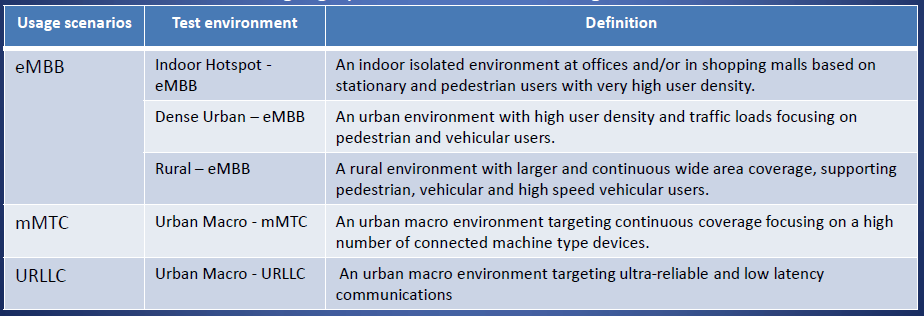 Usage scenarios Test environment Definition
eMBB Indoor Hotspot - An indoor isolated environment at offices and/or in shopping malls based on
eMBB stationary and pedestrian users with very high user density.
Dense Urban – eMBB An urban environment with high user density and traffic loads focusing on
pedestrian and vehicular users.
Rural – eMBB A rural environment with larger and continuous wide area coverage, supporting
pedestrian, vehicular and high speed vehicular users.
mMTC Urban Macro - mMTC An urban macro environment targeting continuous coverage focusing on a high
number of connected machine type devices.
URLLC Urban Macro - URLLC An urban macro environment targeting ultra-reliable and low latency
communications